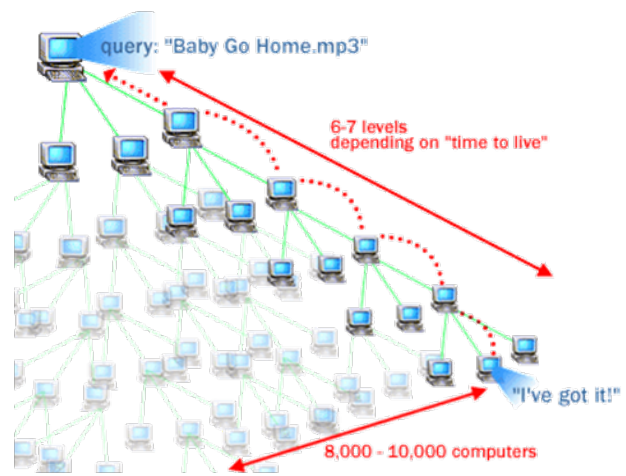 query: "Baby Go Home.mp3"
6-7 levels
depending on "time to live"
"I've got it!"
8,000 - 10,000 computers